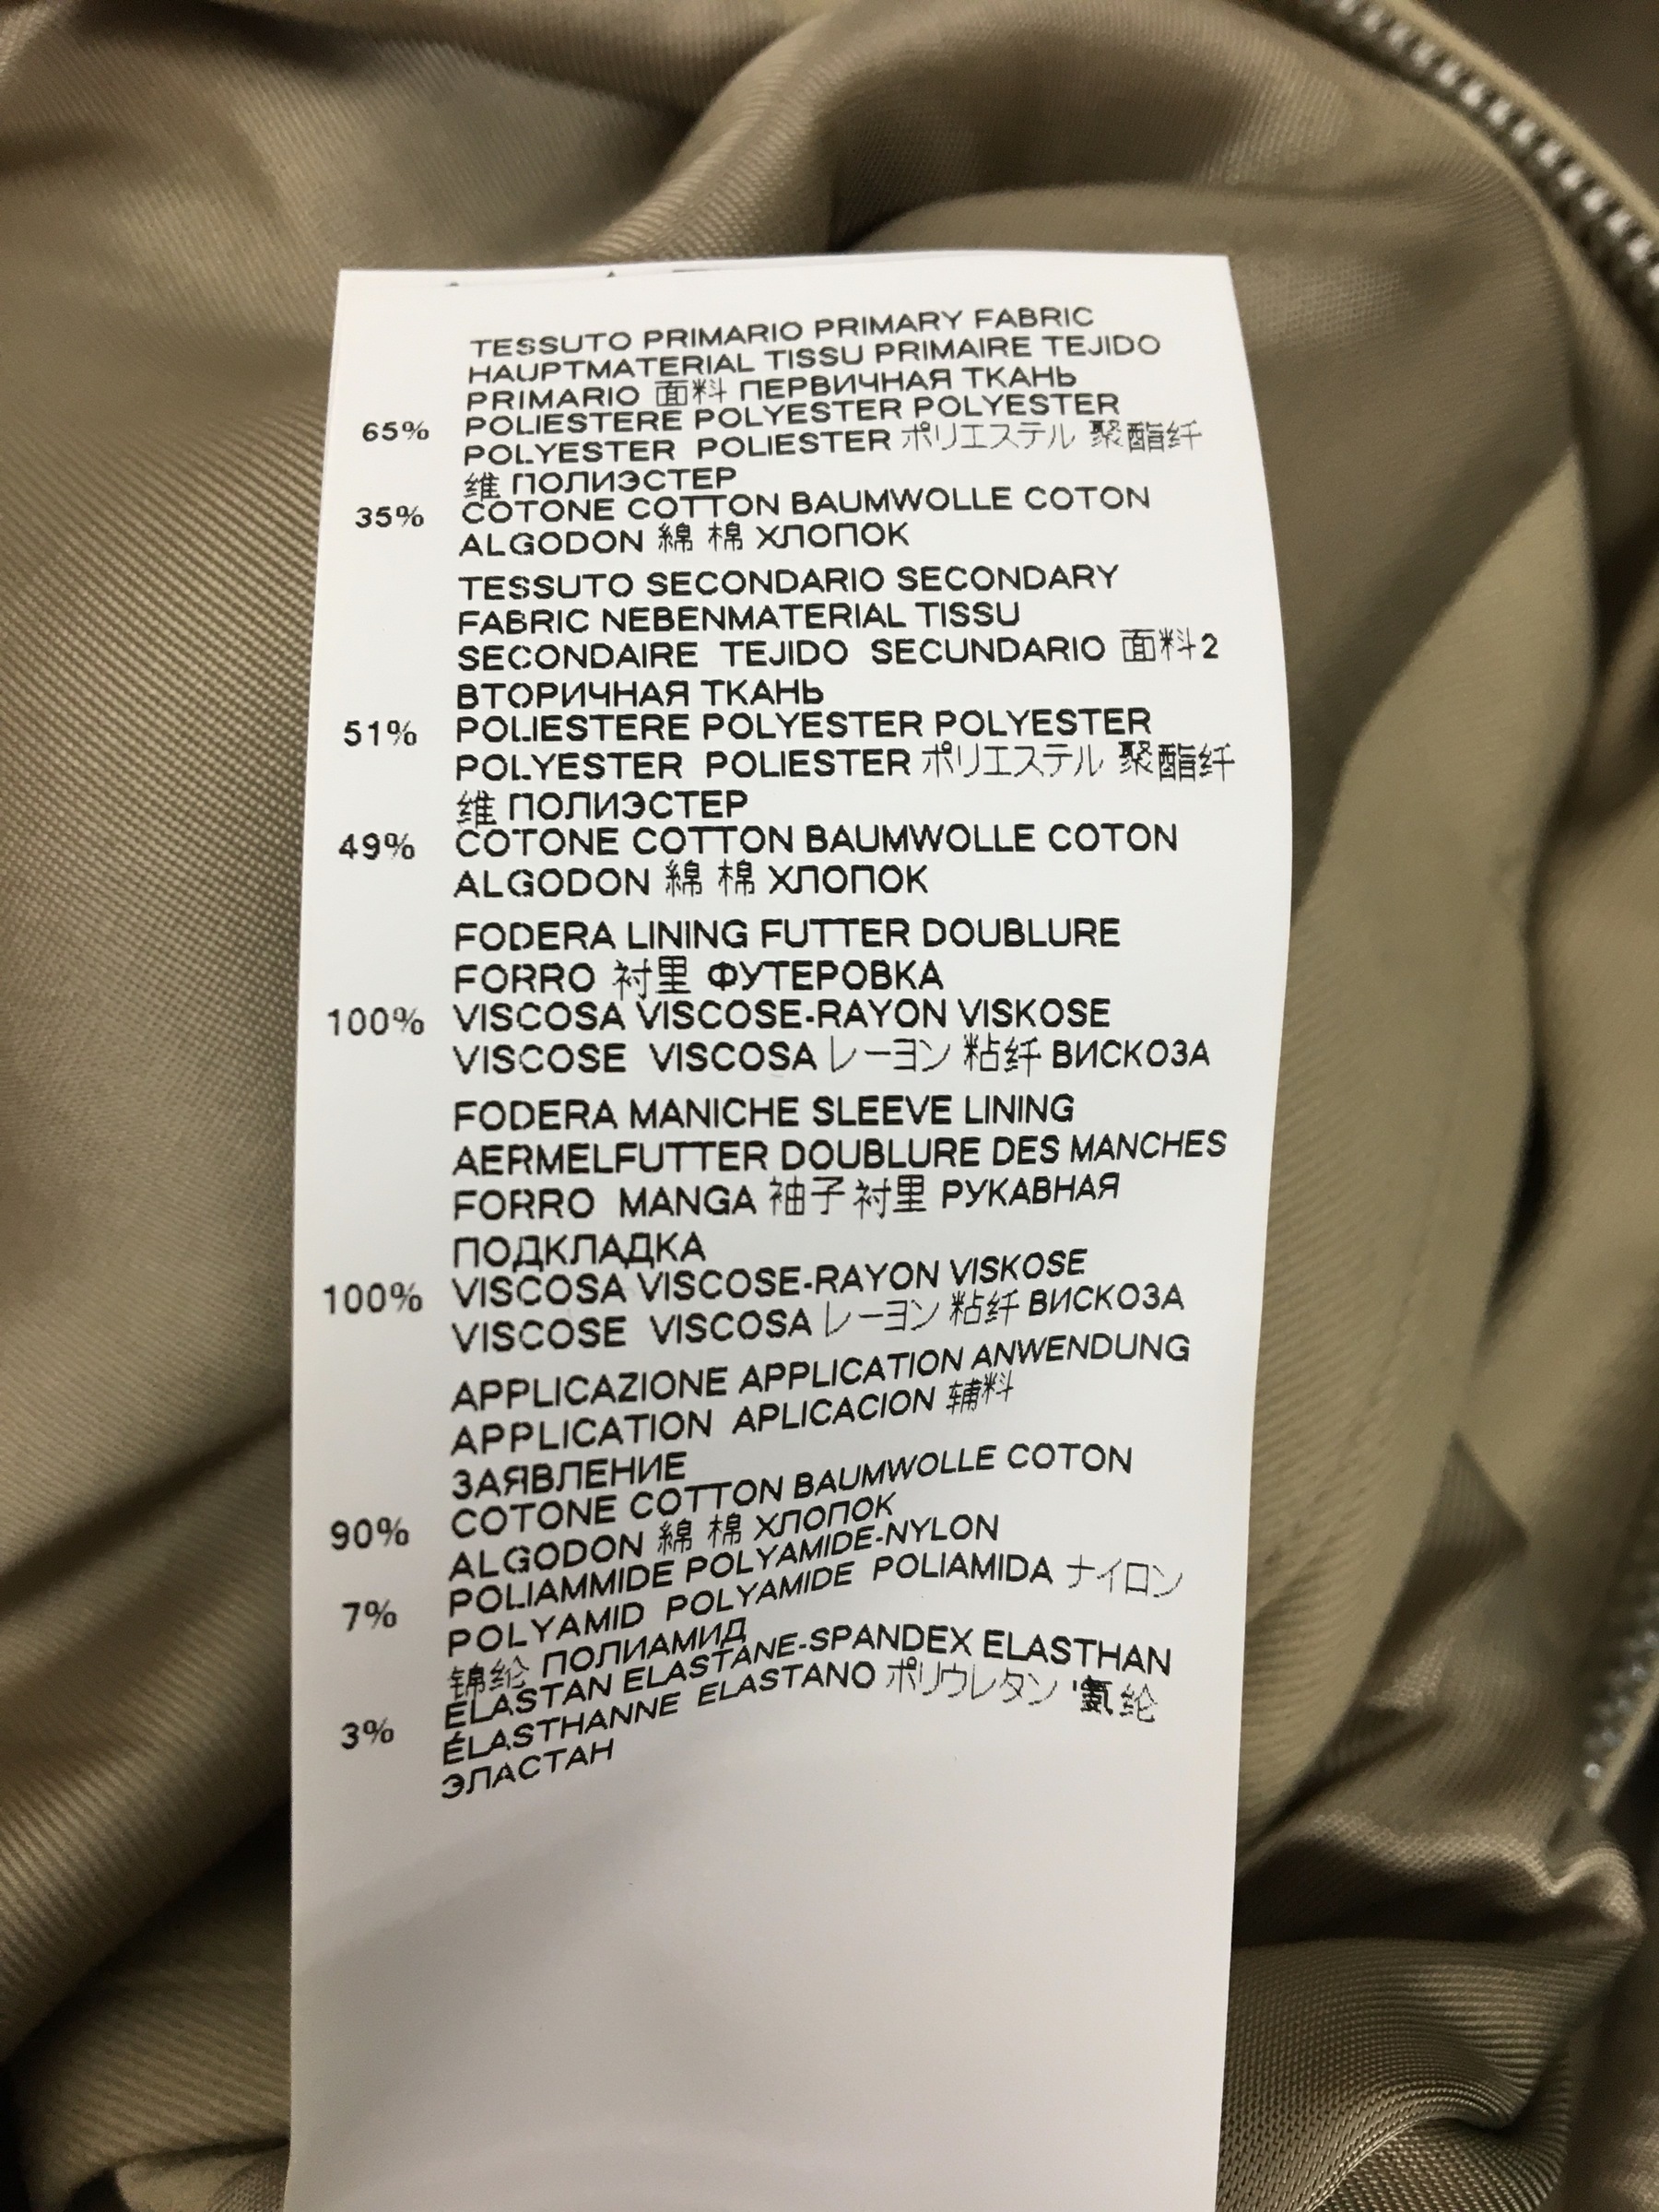 TESSUTO PRIMARIO PRIMARY FABRIC
HAUPTMATERIAL TISSU PRIMAIRE TEJIDO
PRIMARIO 面料 ПЕРВИЧНАЯ ТКАНЬ
65% POLIESTERE POLYESTER POLYESTER
POLYESTER POLIESTER ポリエステル 聚酯纤
维 ПОЛИЭСТЕР
35% COTONE COTTON BAUMWOLLE COTON
ALGODON 綿 棉 ХЛОПОК
TESSUTO SECONDARIO SECONDARY
FABRIC NEBENMATERIAL TISSU
SECONDAIRE TEJIDO SECUNDARIO 面料2
ВТОРИЧНАЯ ТКАНЬ
51% POLIESTERE POLYESTER POLYESTER
POLYESTER POLIESTER ポリエステル 聚酯纤
维 ПОЛИЭСТЕР
49% COTONE COTTON BAUMWOLLE COTON
ALGODON 綿 棉 ХЛОПОК
FODERA LINING FUTTER DOUBLURE
FORRO 衬里 ФУТЕРОВКА
100% VISCOSA VISCOSE-RAYON VISKOSE
VISCOSE VISCOSA レーヨン 粘纤 ВИСКОЗА
FODERA MANICHE SLEEVE LINING
AERMELFUTTER DOUBLURE DES MANCHES
FORRO MANGA 袖子衬里 РУКАВНАЯ
ПОДКЛАДКА
100% VISCOSA VISCOSE-RAYON VISKOSE
VISCOSE VISCOSA レーヨン 粘纤 ВИСКОЗА
APPLICAZIONE APPLICATION ANWENDUNG
APPLICATION APLICACION 辅料
ЗАЯВЛЕНИЕ
90% COTONE COTTON BAUMWOLLE COTON
ALGODON 綿 棉 ХЛОПОК
7% POLIAMMIDE POLYAMIDE-NYLON
POLYAMID POLYAMIDE POLIAMIDA ナイロン
锦纶 ПОЛИАМИД
3% ELASTAN ELASTANE-SPANDEX ELASTHAN
ÉLASTHANNE ELASTANO ポリウレタン '氨纶
ЭЛАСТАН